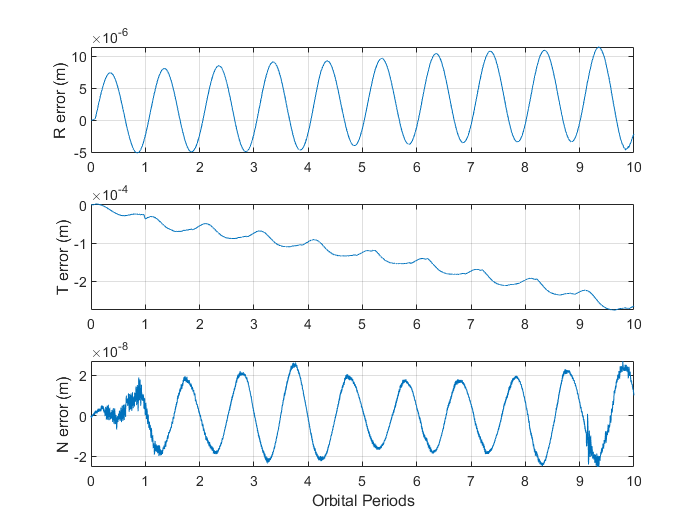 ×10⁻⁶
R error (m)
10
5
0
-5
0 1 2 3 4 5 6 7 8 9 10
×10⁻⁴
T error (m)
0
-1
-2
0 1 2 3 4 5 6 7 8 9 10
×10⁻⁸
N error (m)
2
0
-2
0 1 2 3 4 5 6 7 8 9 10
Orbital Periods